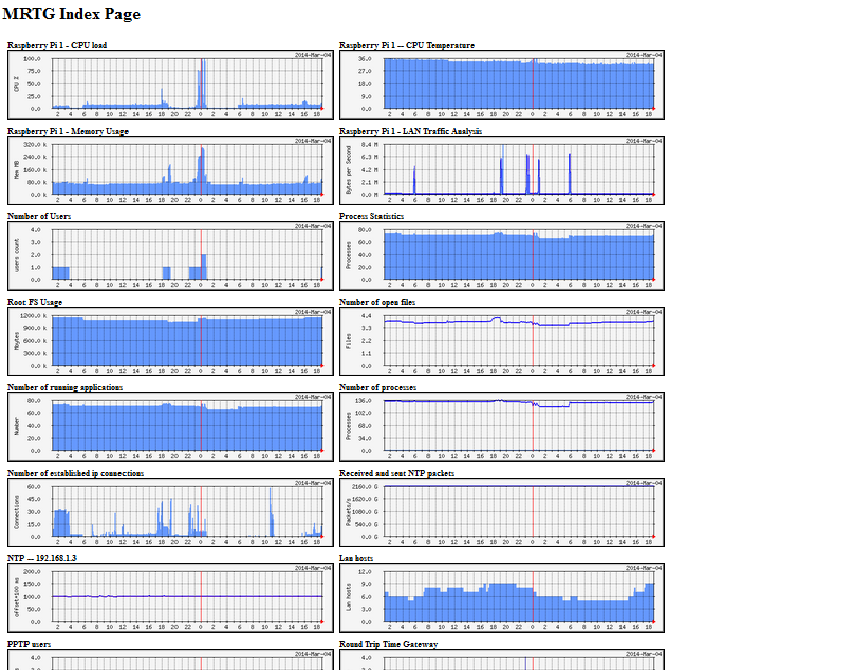 MRTG Index Page
Raspberry Pi 1 - CPU load
2014-Mar-04
CPU %
100.0
75.0
50.0
25.0
0.0
2 4 6 8 10 12 14 16 18 20 22 0 2 4 6 8 10 12 14 16 18
Raspberry Pi 1 -- CPU Temperature
2014-Mar-04
36.0
27.0
18.0
9.0
0.0
2 4 6 8 10 12 14 16 18 20 22 0 2 4 6 8 10 12 14 16 18
Raspberry Pi 1 - Memory Usage
2014-Mar-04
Mem MB
320.0 k
240.0 k
160.0 k
80.0 k
0.0 k
2 4 6 8 10 12 14 16 18 20 22 0 2 4 6 8 10 12 14 16 18
Raspberry Pi 1 - LAN Traffic Analysis
2014-Mar-04
Bytes per Second
8.4 M
6.3 M
4.2 M
2.1 M
0.0 M
2 4 6 8 10 12 14 16 18 20 22 0 2 4 6 8 10 12 14 16 18
Number of Users
2014-Mar-04
users count
4.0
3.0
2.0
1.0
0.0
2 4 6 8 10 12 14 16 18 20 22 0 2 4 6 8 10 12 14 16 18
Process Statistics
2014-Mar-04
Processes
80.0
60.0
40.0
20.0
0.0
2 4 6 8 10 12 14 16 18 20 22 0 2 4 6 8 10 12 14 16 18
Root FS Usage
2014-Mar-04
Mbytes
1200.0 k
900.0 k
600.0 k
300.0 k
0.0 k
2 4 6 8 10 12 14 16 18 20 22 0 2 4 6 8 10 12 14 16 18
Number of open files
2014-Mar-04
Files
4.4
3.3
2.2
1.1
0.0
2 4 6 8 10 12 14 16 18 20 22 0 2 4 6 8 10 12 14 16 18
Number of running applications
2014-Mar-04
Number
80.0
60.0
40.0
20.0
0.0
2 4 6 8 10 12 14 16 18 20 22 0 2 4 6 8 10 12 14 16 18
Number of processes
2014-Mar-04
Processes
136.0
102.0
68.0
34.0
0.0
2 4 6 8 10 12 14 16 18 20 22 0 2 4 6 8 10 12 14 16 18
Number of established ip connections
2014-Mar-04
Connections
60.0
45.0
30.0
15.0
0.0
2 4 6 8 10 12 14 16 18 20 22 0 2 4 6 8 10 12 14 16 18
Received and sent NTP packets
2014-Mar-04
Packets/s
2160.0 G
1620.0 G
1080.0 G
540.0 G
0.0 G
2 4 6 8 10 12 14 16 18 20 22 0 2 4 6 8 10 12 14 16 18
NTP -- 192.168.1.3
2014-Mar-04
offset+100 ms
200.0
150.0
100.0
50.0
0.0
2 4 6 8 10 12 14 16 18 20 22 0 2 4 6 8 10 12 14 16 18
Lan hosts
2014-Mar-04
Lan hosts
12.0
9.0
6.0
3.0
0.0
2 4 6 8 10 12 14 16 18 20 22 0 2 4 6 8 10 12 14 16 18
PPTP users
2014-Mar-04
4.0
Round Trip Time Gateway
2014-Mar-04
4.0